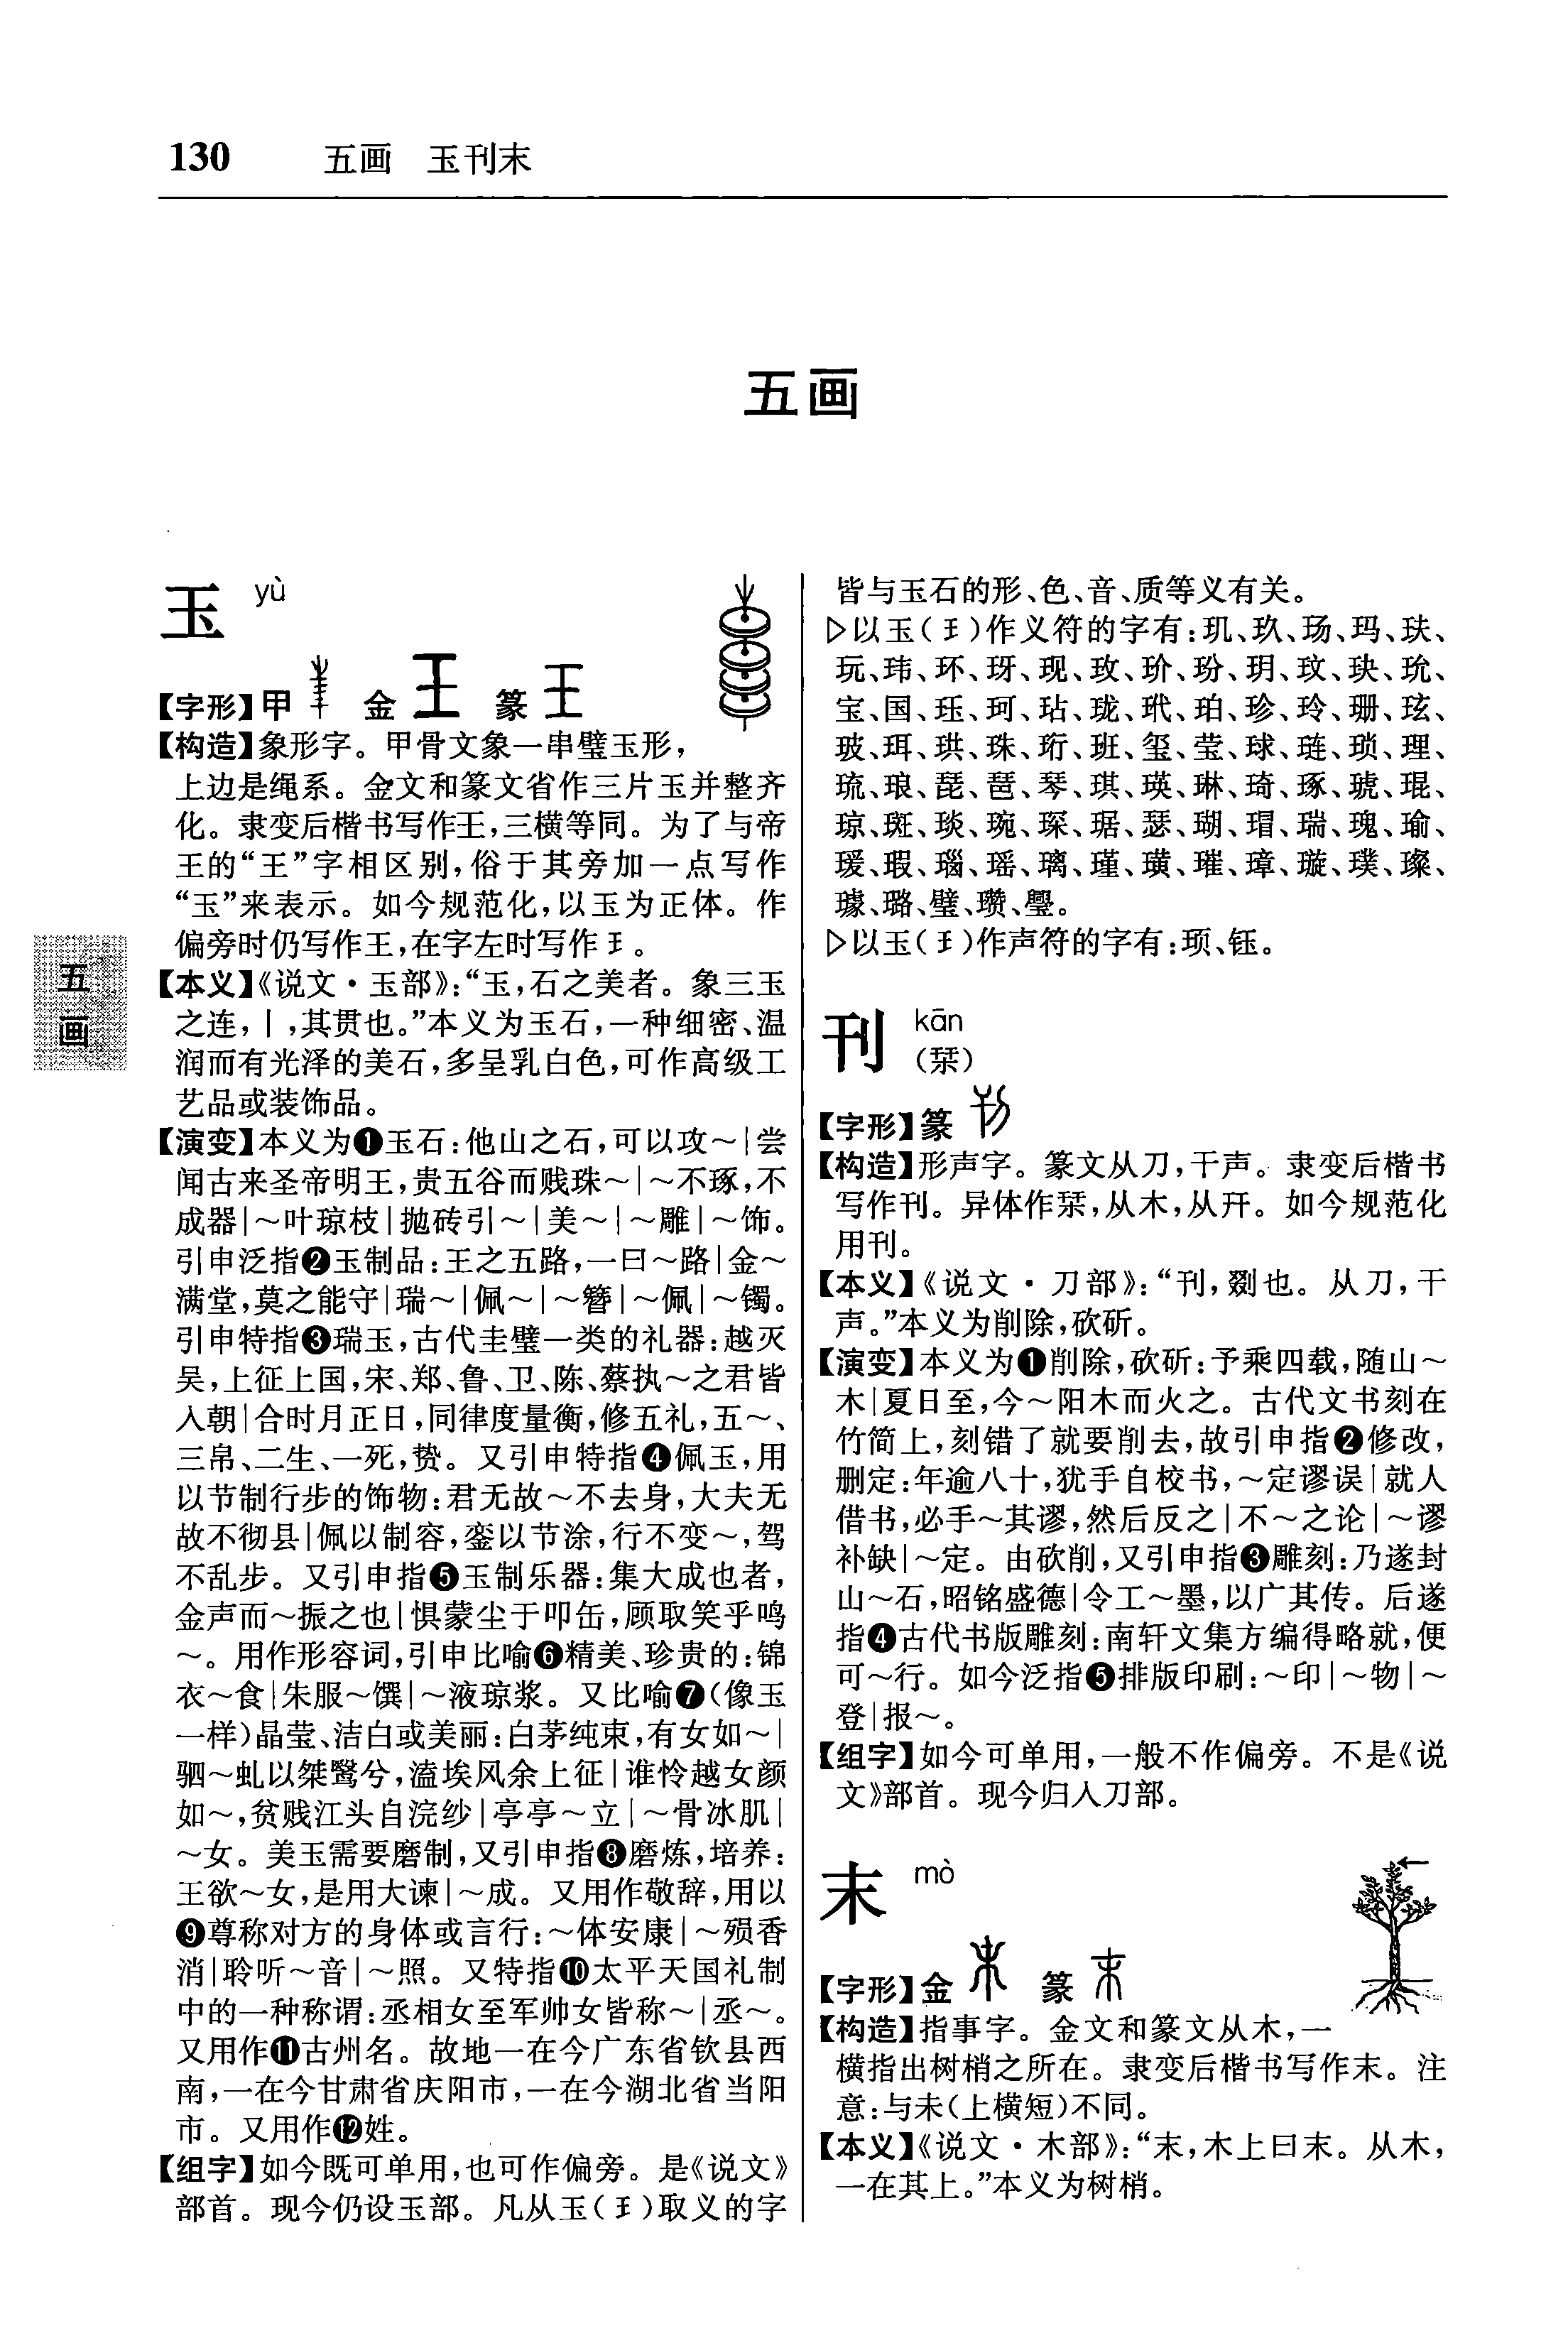 130 五画 玉刊末
五画
玉 yù
【字形】甲 金 篆
【构造】象形字。甲骨文象一串璧玉形，
上边是绳系。金文和篆文省作三片玉并整齐
化。隶变后楷书写作王，三横等同。为了与帝
王的“王”字相区别，俗于其旁加一点写作
“玉”来表示。如今规范化，以玉为正体。作
偏旁时仍写作王，在字左时写作𤣩。
【本义】《说文·玉部》：“玉，石之美者。象三玉
之连，丨，其贯也。”本义为玉石，一种细密、温
润而有光泽的美石，多呈乳白色，可作高级工
艺品或装饰品。
【演变】本义为❶玉石：他山之石，可以攻～|尝
闻古来圣帝明王，贵五谷而贱珠～|～不琢，不
成器|～叶琼枝|抛砖引～|美～|～雕|～饰。
引申泛指❷玉制品：王之五路，一曰～路|金～
满堂，莫之能守|瑞～|佩～|～簪|～佩|～镯。
引申特指❸瑞玉，古代圭璧一类的礼器：越灭
吴，上征上国，宋、郑、鲁、卫、陈、蔡执～之君皆
入朝|合时月正日，同律度量衡，修五礼，五～、
三帛、二生、一死，贽。又引申特指❹佩玉，用
以节制行步的饰物：君无故～不去身，大夫无
故不彻县|佩以制容，銮以节涂，行不变～，驾
不乱步。又引申指❺玉制乐器：集大成也者，
金声而～振之也|惧蒙尘于叩缶，顾取笑乎鸣
～。用作形容词，引申比喻❻精美、珍贵的：锦
衣～食|朱服～馔|～液琼浆。又比喻❼（像玉
一样）晶莹、洁白或美丽：白茅纯束，有女如～|
驷～虬以桀鹥兮，溘埃风余上征|谁怜越女颜
如～，贫贱江头自浣纱|亭亭～立|～骨冰肌|
～女。美玉需要磨制，又引申指❽磨炼，培养：
王欲～女，是用大谏|～成。又用作敬辞，用以
❾尊称对方的身体或言行：～体安康|～殒香
消|聆听～音|～照。又特指❿太平天国礼制
中的一种称谓：丞相女至军帅女皆称～|丞～。
又用作⓫古州名。故地一在今广东省钦县西
南，一在今甘肃省庆阳市，一在今湖北省当阳
市。又用作⓬姓。
【组字】如今既可单用，也可作偏旁。是《说文》
部首。现今仍设玉部。凡从玉（𤣩）取义的字
皆与玉石的形、色、音、质等义有关。
▷以玉（𤣩）作义符的字有：玑、玖、玚、玛、玞、
玩、玮、环、玡、现、玫、玠、玢、玥、玟、玦、玧、
宝、国、珏、珂、玷、珑、玳、珀、珍、玲、珊、玹、
玻、珥、珙、珠、珩、班、玺、莹、球、琏、琐、理、
琉、琅、琵、琶、琴、琪、瑛、琳、琦、琢、琥、琨、
琼、斑、琰、琬、琛、琚、瑟、瑚、瑁、瑞、瑰、瑜、
瑗、瑕、瑙、瑶、璃、瑾、璜、璀、璋、璇、璞、璨、
璩、璐、璧、瓒、璺。
▷以玉（𤣩）作声符的字有：顼、钰。
刊 kān
（栞）
【字形】篆
【构造】形声字。篆文从刀，干声。隶变后楷书
写作刊。异体作栞，从木，从幵。如今规范化
用刊。
【本义】《说文·刀部》：“刊，剟也。从刀，干
声。”本义为削除，砍斫。
【演变】本义为❶削除，砍斫：予乘四载，随山～
木|夏日至，令～阳木而火之。古代文书刻在
竹简上，刻错了就要削去，故引申指❷修改，
删定：年逾八十，犹手自校书，～定谬误|就人
借书，必手～其谬，然后反之|不～之论|～谬
补缺|～定。由砍削，又引申指❸雕刻：乃遂封
山～石，昭铭盛德|令工～墨，以广其传。后遂
指❹古代书版雕刻：南轩文集方编得略就，便
可～行。如今泛指❺排版印刷：～印|～物|～
登|报～。
【组字】如今可单用，一般不作偏旁。不是《说
文》部首。现今归入刀部。
末 mò
【字形】金 篆
【构造】指事字。金文和篆文从木，一
横指出树梢之所在。隶变后楷书写作末。注
意：与未（上横短）不同。
【本义】《说文·木部》：“末，木上曰末。从木，
一在其上。”本义为树梢。
五
画